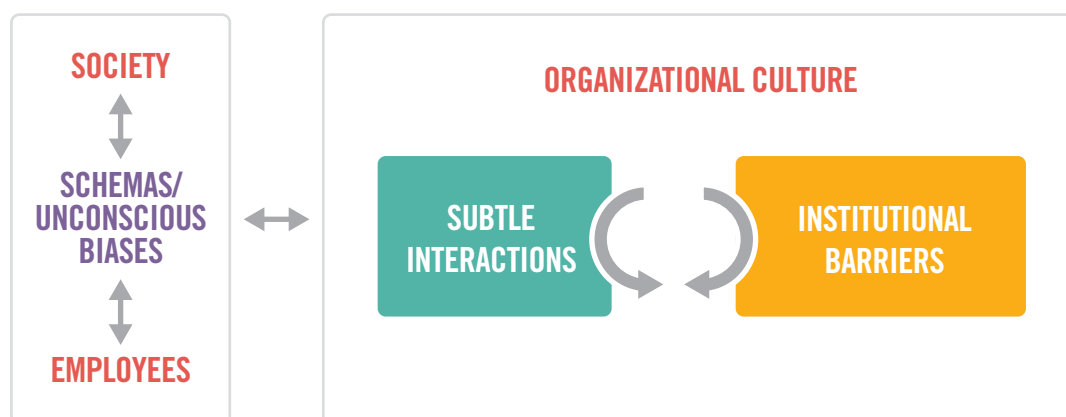 SOCIETY
SCHEMAS/
UNCONSCIOUS
BIASES
EMPLOYEES
ORGANIZATIONAL CULTURE
SUBTLE
INTERACTIONS
INSTITUTIONAL
BARRIERS